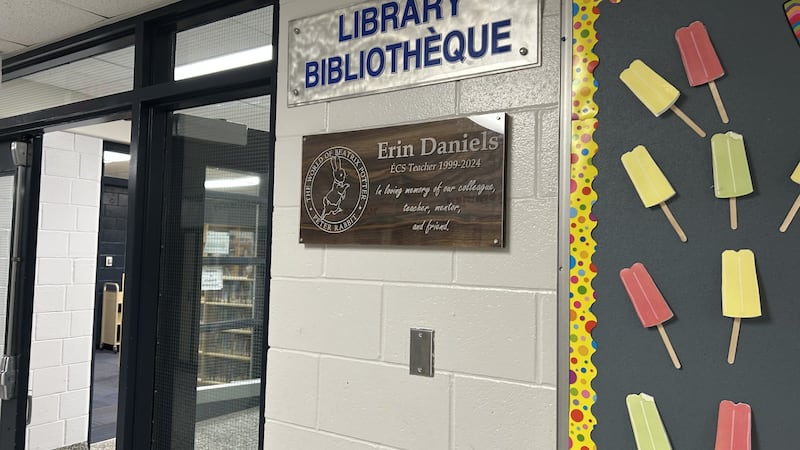 LIBRARY
BIBLIOTHÈQUE
Erin Daniels
ÉCS Teacher 1999-2024
In loving memory of our colleague,
teacher, mentor,
and friend.
THE WORLD OF BEATRIX POTTER
PETER RABBIT